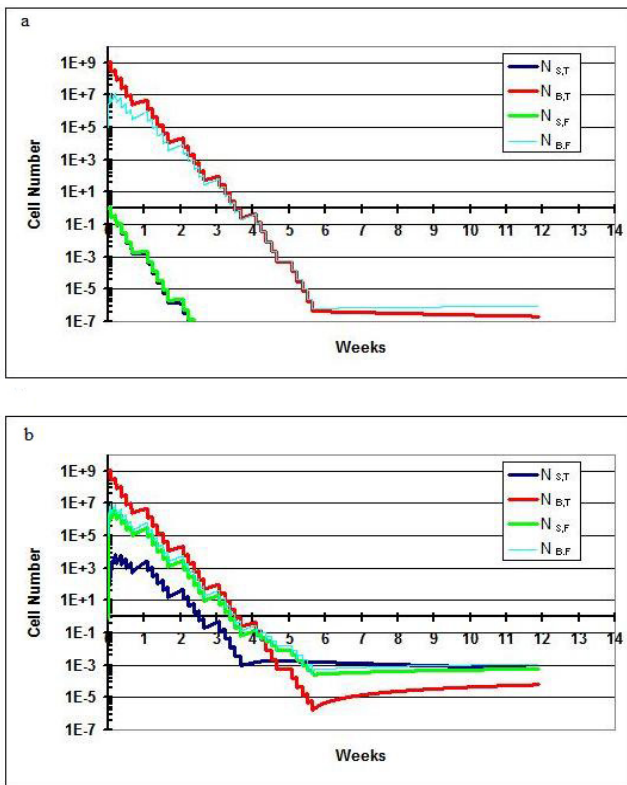 a
1E+9
1E+7
1E+5
1E+3
1E+1
1E-1
1E-3
1E-5
1E-7
Cell Number
0 1 2 3 4 5 6 7 8 9 10 11 12 13 14
Weeks
N S,T
N B,T
N S,F
N B,F
b
1E+9
1E+7
1E+5
1E+3
1E+1
1E-1
1E-3
1E-5
1E-7
Cell Number
0 1 2 3 4 5 6 7 8 9 10 11 12 13 14
Weeks
N S,T
N B,T
N S,F
N B,F